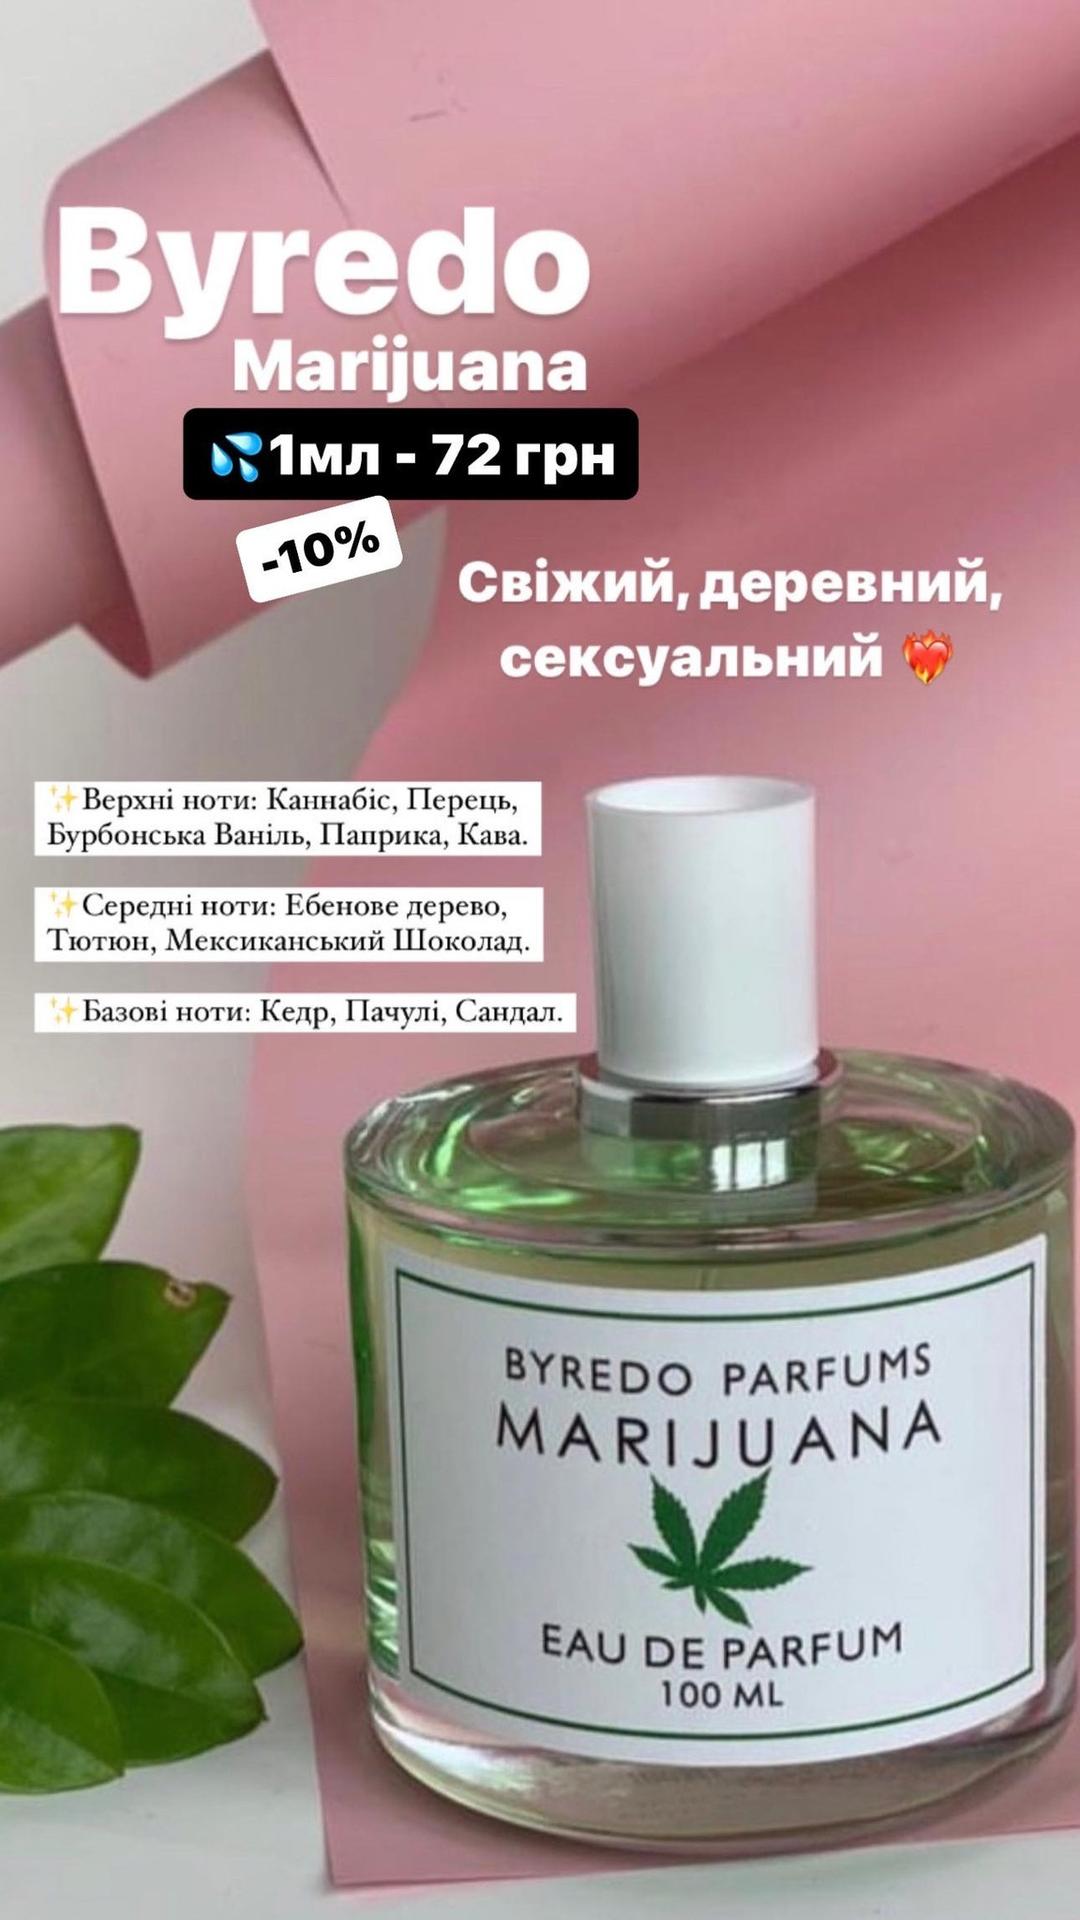 Byredo
Marijuana
💦1мл - 72 грн
-10%
Свіжий, деревний,
сексуальний ❤️‍🔥
✨Верхні ноти: Каннабіс, Перець,
Бурбонська Ваніль, Паприка, Кава.
✨Середні ноти: Ебенове дерево,
Тютюн, Мексиканський Шоколад.
✨Базові ноти: Кедр, Пачулі, Сандал.
BYREDO PARFUMS
MARIJUANA
EAU DE PARFUM
100 ML